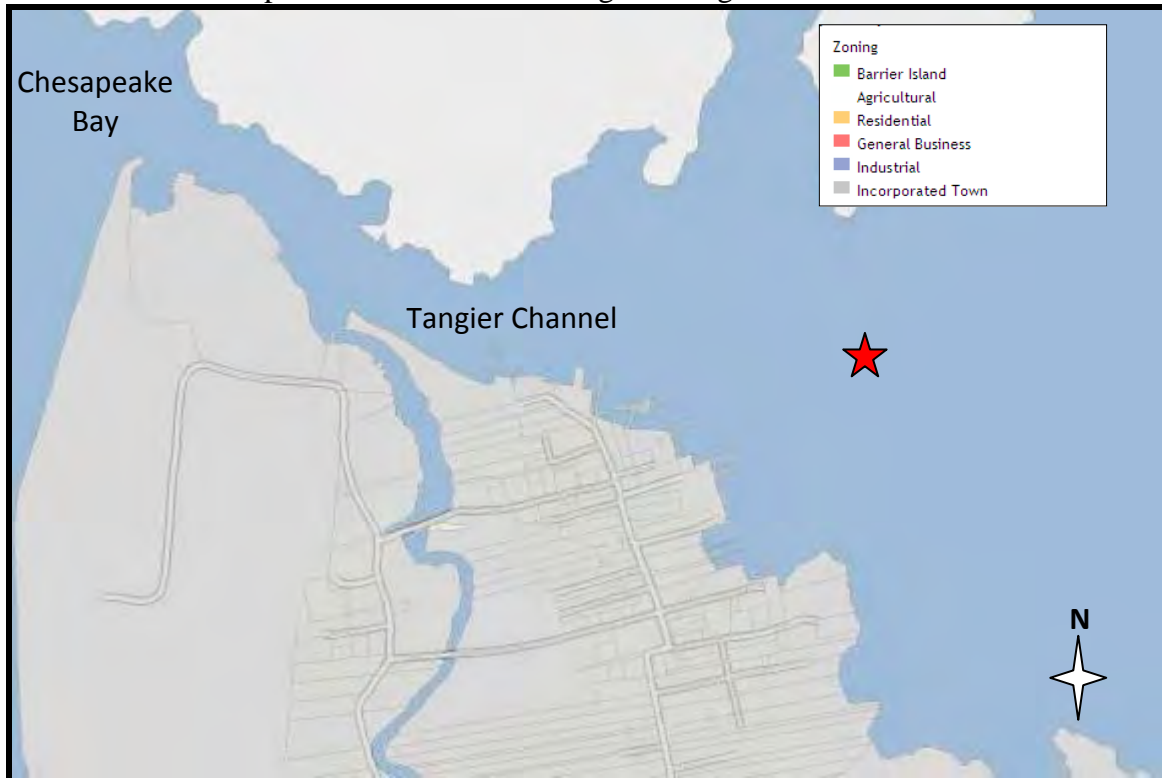 Chesapeake
Bay
Zoning
Barrier Island
Agricultural
Residential
General Business
Industrial
Incorporated Town
Tangier Channel
N